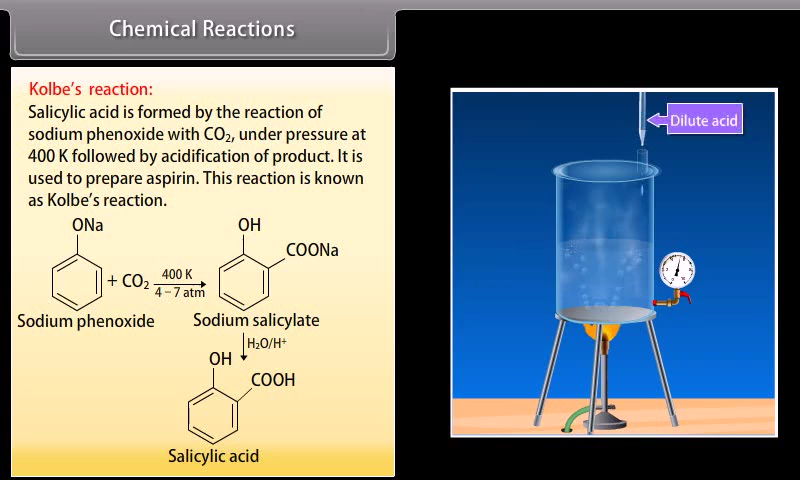 Chemical Reactions
Kolbe's reaction:
Salicylic acid is formed by the reaction of
sodium phenoxide with CO₂, under pressure at
400 K followed by acidification of product. It is
used to prepare aspirin. This reaction is known
as Kolbe's reaction.
ONa
OH
COONa
+ CO₂
400 K
4 – 7 atm
Sodium phenoxide
Sodium salicylate
H₂O/H⁺
OH
COOH
Salicylic acid
Dilute acid